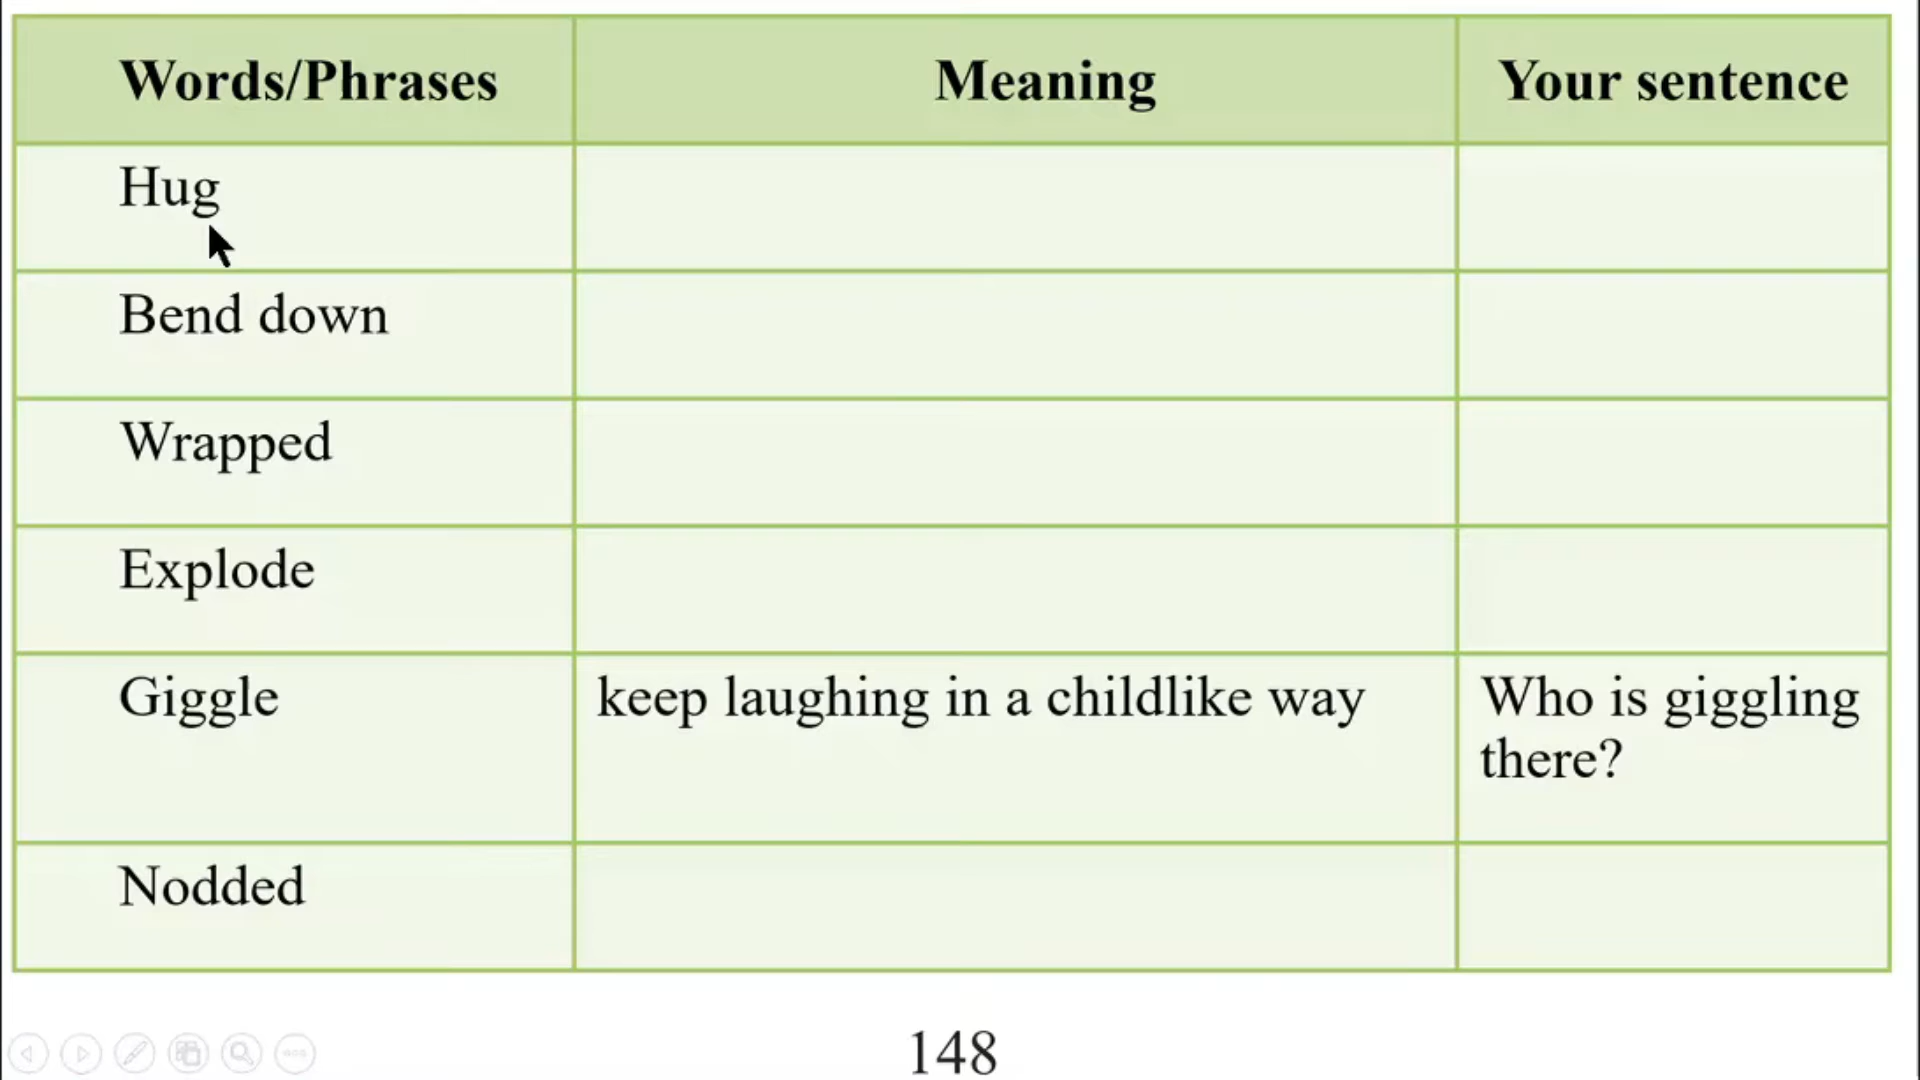 Words/Phrases Meaning Your sentence
Hug
Bend down
Wrapped
Explode
Giggle keep laughing in a childlike way Who is giggling
there?
Nodded
148